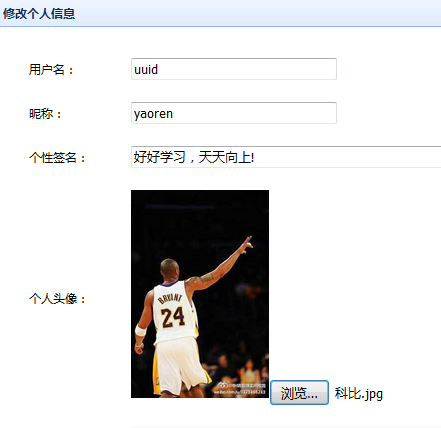 修改个人信息
用户名： uuid
昵称： yaoren
个性签名： 好好学习，天天向上!
BRYANT
24
个人头像：
浏览... 科比.jpg